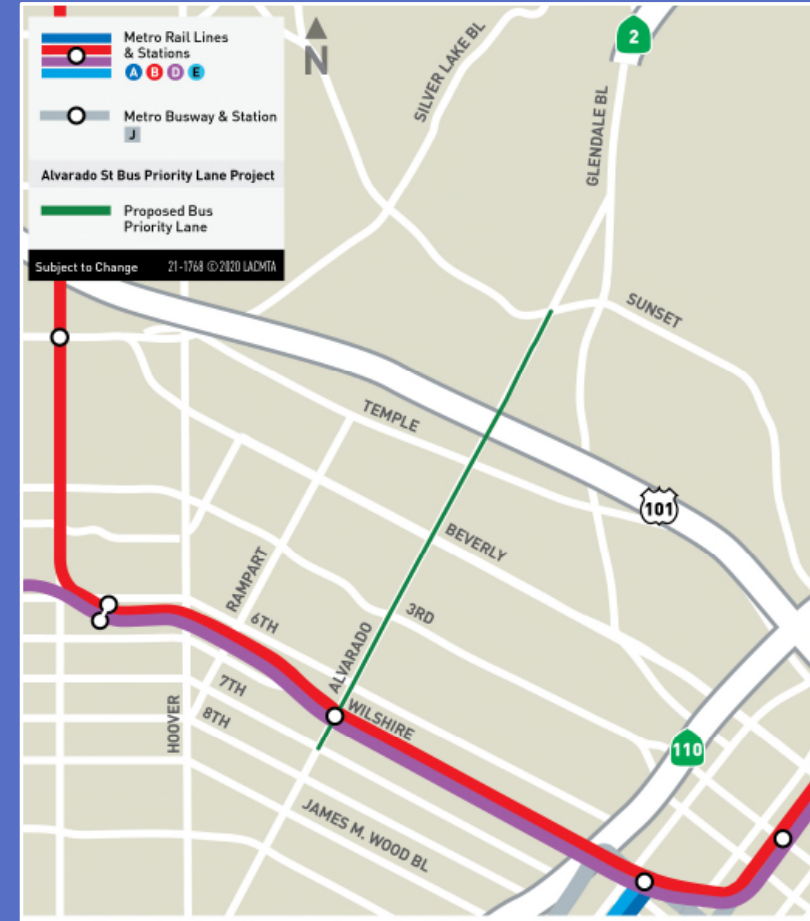 Metro Rail Lines
& Stations
A B D E
Metro Busway & Station
J
Alvarado St Bus Priority Lane Project
Proposed Bus
Priority Lane
Subject to Change 21-1768 © 2020 LACMTA
N
SILVER LAKE BL
2
GLENDALE BL
SUNSET
TEMPLE
101
BEVERLY
RAMPART
6TH
3RD
ALVARADO
7TH
WILSHIRE
8TH
HOOVER
110
JAMES M. WOOD BL